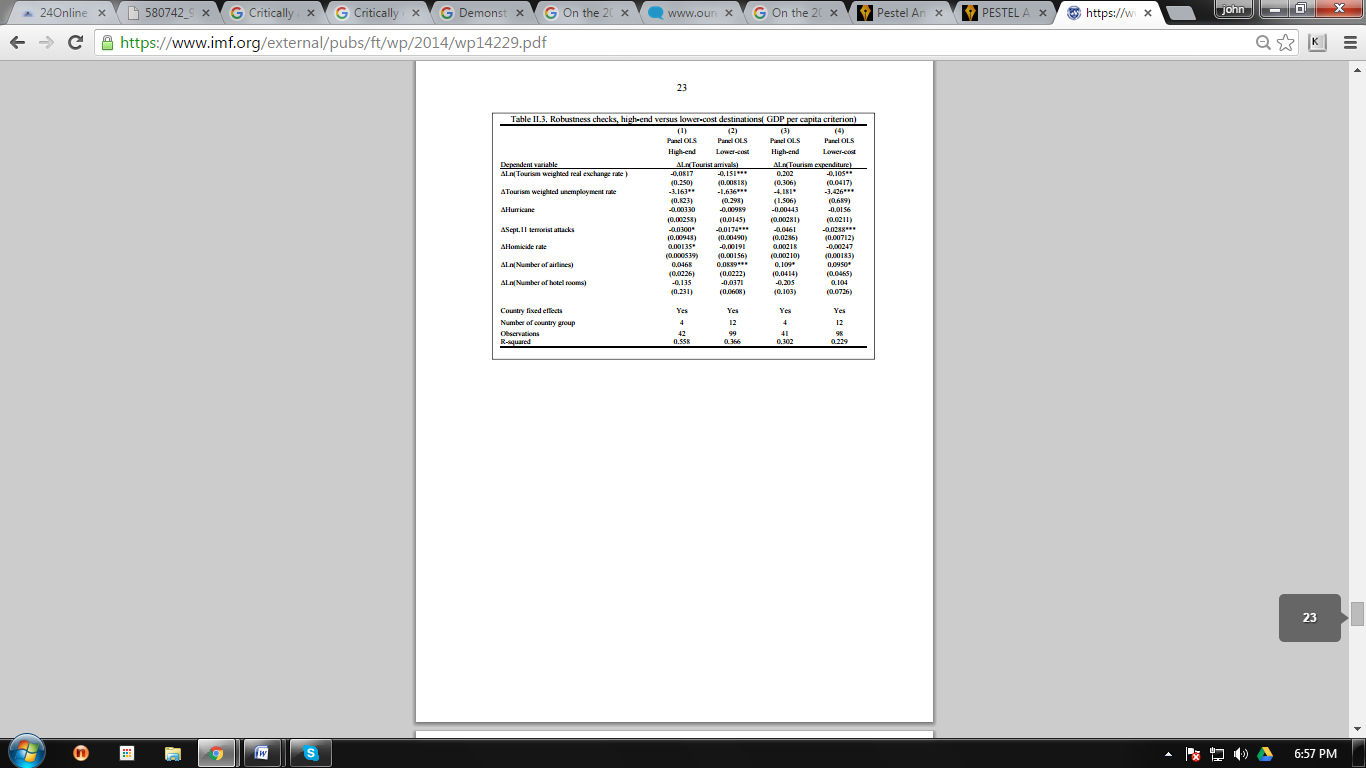 24Online
580742_9
Critically
Critically
Demonst
On the 20
www.our
On the 20
Pestel An
PESTEL A
https://w
john
https://www.imf.org/external/pubs/ft/wp/2014/wp14229.pdf
23
Table II.3. Robustness checks, high-end versus lower-cost destinations( GDP per capita criterion)
(1) (2) (3) (4)
Panel OLS Panel OLS Panel OLS Panel OLS
High-end Lower-cost High-end Lower-cost
Dependent variable ΔLn(Tourist arrivals) ΔLn(Tourism expenditure)
ΔLn(Tourism weighted real exchange rate ) -0.0817 -0.151*** 0.202 -0.105**
(0.250) (0.00818) (0.306) (0.0417)
ΔTourism weighted unemployment rate -3.163** -1.636*** -4.181* -3.426***
(0.823) (0.298) (1.506) (0.689)
ΔHurricane -0.00330 -0.00989 -0.00443 -0.0156
(0.00258) (0.0145) (0.00281) (0.0211)
ΔSept.11 terrorist attacks -0.0300* -0.0174*** -0.0461 -0.0288***
(0.00948) (0.00490) (0.0286) (0.00712)
ΔHomicide rate 0.00135* -0.00191 0.00218 -0.00247
(0.000539) (0.00156) (0.00210) (0.00183)
ΔLn(Number of airlines) 0.0468 0.0889*** 0.109* 0.0950*
(0.0226) (0.0222) (0.0414) (0.0465)
ΔLn(Number of hotel rooms) -0.135 -0.0371 -0.205 0.104
(0.231) (0.0608) (0.103) (0.0726)
Country fixed effects Yes Yes Yes Yes
Number of country group 4 12 4 12
Observations 42 99 41 98
R-squared 0.558 0.366 0.302 0.229
23
6:57 PM